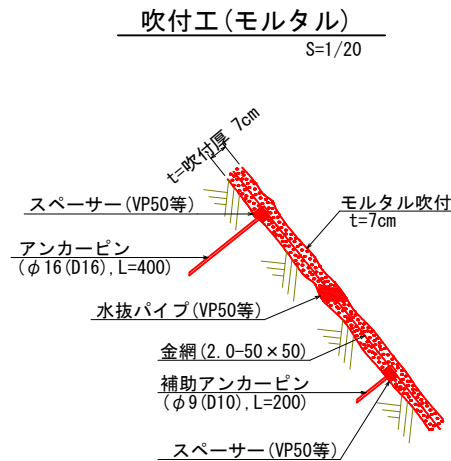 吹付工(モルタル)
S=1/20
t=吹付厚 7cm
スペーサー(VP50等)
モルタル吹付
t=7cm
アンカーピン
(φ16(D16),L=400)
水抜パイプ(VP50等)
金網(2.0-50×50)
補助アンカーピン
(φ9(D10),L=200)
スペーサー(VP50等)